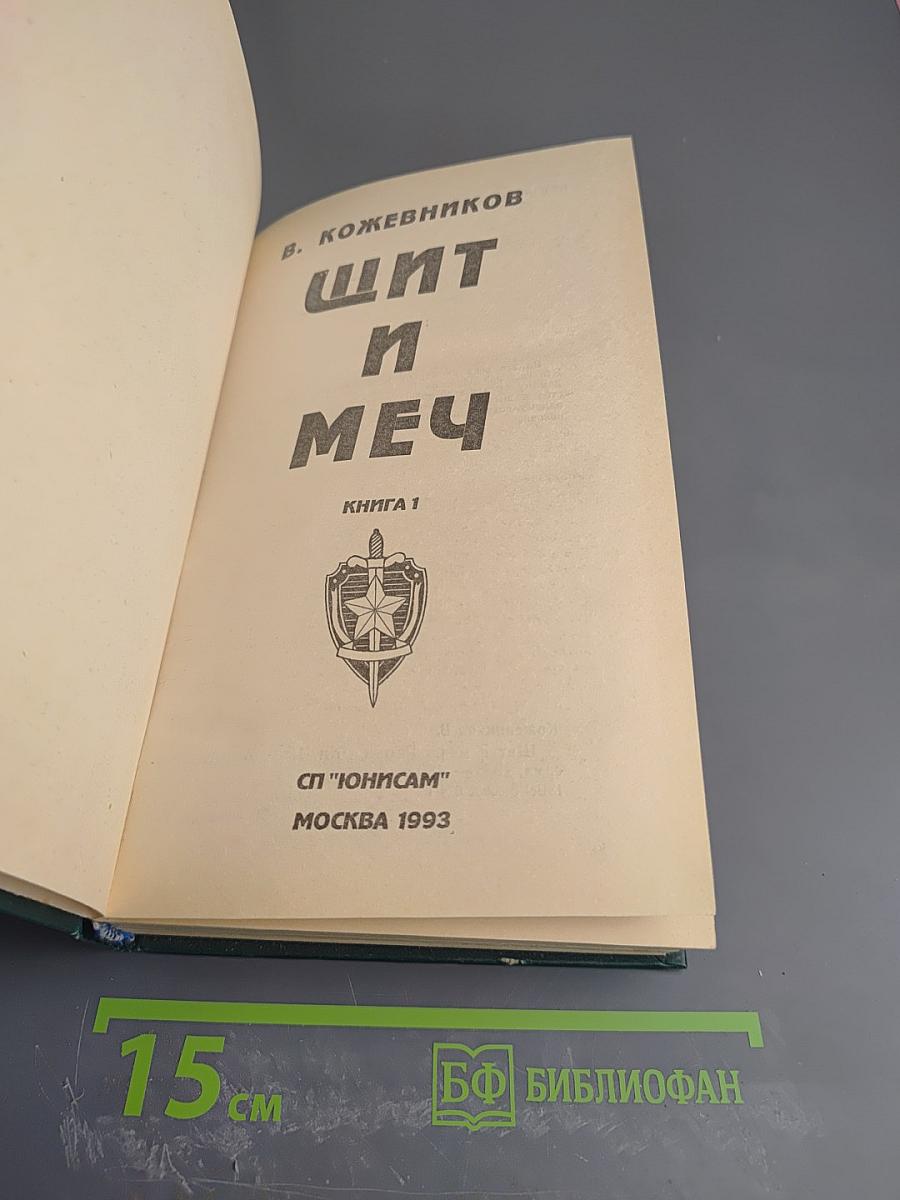 В. КОЖЕВНИКОВ
ЩИТ
И
МЕЧ
КНИГА 1
СП "ЮНИСАМ"
МОСКВА 1993
15 см
БФ БИБЛИОФАН